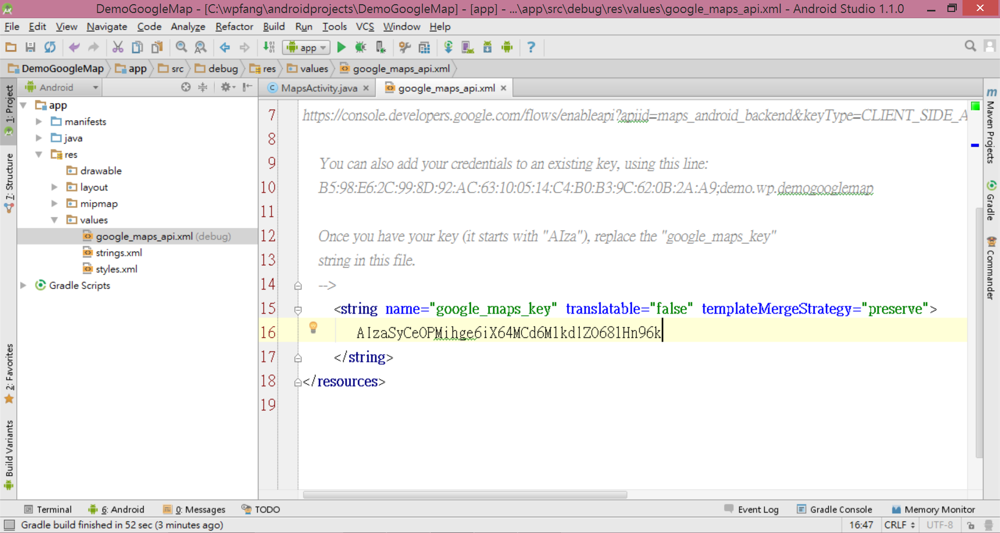 DemoGoogleMap - [C:\wpfang\androidprojects\DemoGoogleMap] - [app] - ...\app\src\debug\res\values\google_maps_api.xml - Android Studio 1.1.0
File Edit View Navigate Code Analyze Refactor Build Run Tools VCS Window Help
app
DemoGoogleMap app src debug res values google_maps_api.xml
Android
MapsActivity.java google_maps_api.xml
1: Project
7: Structure
2: Favorites
Build Variants
app
manifests
java
res
drawable
layout
mipmap
values
google_maps_api.xml (debug)
strings.xml
styles.xml
Gradle Scripts
7 https://console.developers.google.com/flows/enableapi?apiid=maps_android_backend&keyType=CLIENT_SIDE_A
8
9 You can also add your credentials to an existing key, using this line:
10 B5:98:E6:2C:99:8D:92:AC:63:10:05:14:C4:B0:B3:9C:62:0B:2A:A9;demo.wp.demogooglemap
11
12 Once you have your key (it starts with "AIza"), replace the "google_maps_key"
13 string in this file.
14 -->
15 <string name="google_maps_key" translatable="false" templateMergeStrategy="preserve">
16 AIzaSyCeOPMihge6iX64MCd6M1kd1ZO681Hn96k
17 </string>
18 </resources>
19
Maven Projects
Gradle
Commander
Terminal 6: Android 0: Messages TODO Event Log Gradle Console Memory Monitor
Gradle build finished in 52 sec (3 minutes ago) 16:47 CRLF UTF-8